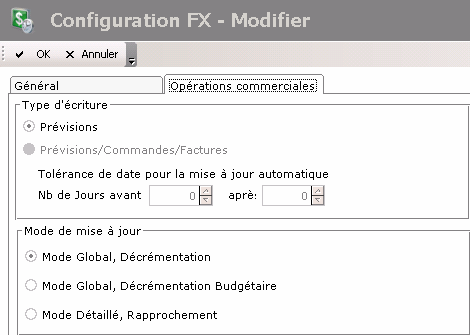 Configuration FX - Modifier
OK Annuler
Général
Opérations commerciales
Type d'écriture
Prévisions
Prévisions/Commandes/Factures
Tolérance de date pour la mise à jour automatique
Nb de Jours avant 0 aprè: 0
Mode de mise à jour
Mode Global, Décrémentation
Mode Global, Décrémentation Budgétaire
Mode Détaillé, Rapprochement